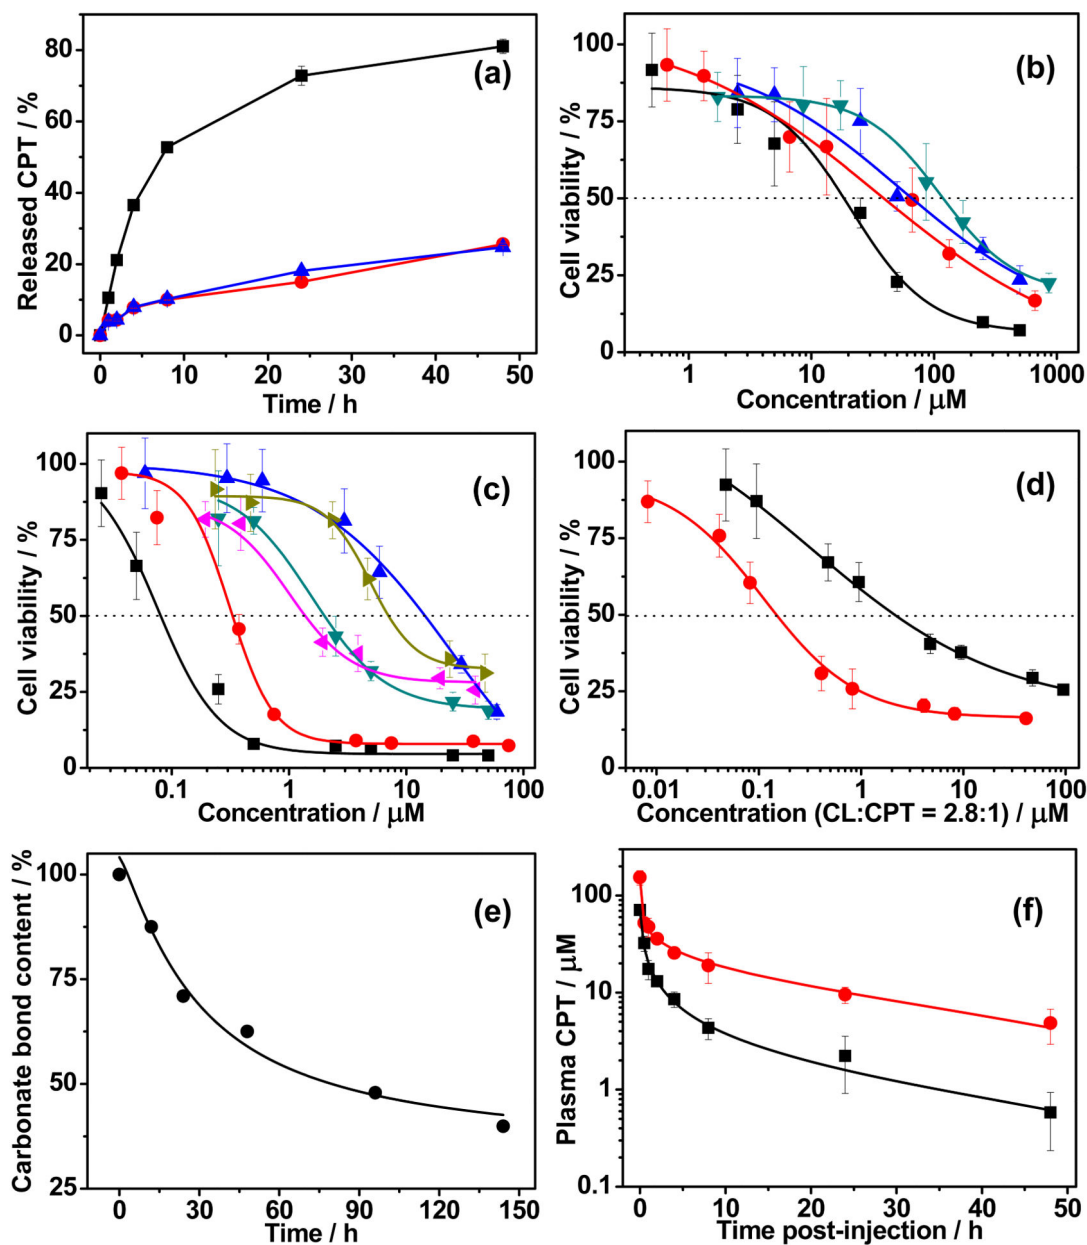 (a)
Released CPT / %
80
60
40
20
0
0 10 20 30 40 50
Time / h
(b)
Cell viability / %
100
75
50
25
0
1 10 100 1000
Concentration / μM
(c)
Cell viability / %
100
75
50
25
0
0.1 1 10 100
Concentration / μM
(d)
Cell viability / %
100
75
50
25
0
0.01 0.1 1 10 100
Concentration (CL:CPT = 2.8:1) / μM
(e)
Carbonate bond content / %
100
75
50
25
0 30 60 90 120 150
Time / h
(f)
Plasma CPT / μM
100
10
1
0.1
0 10 20 30 40 50
Time post-injection / h